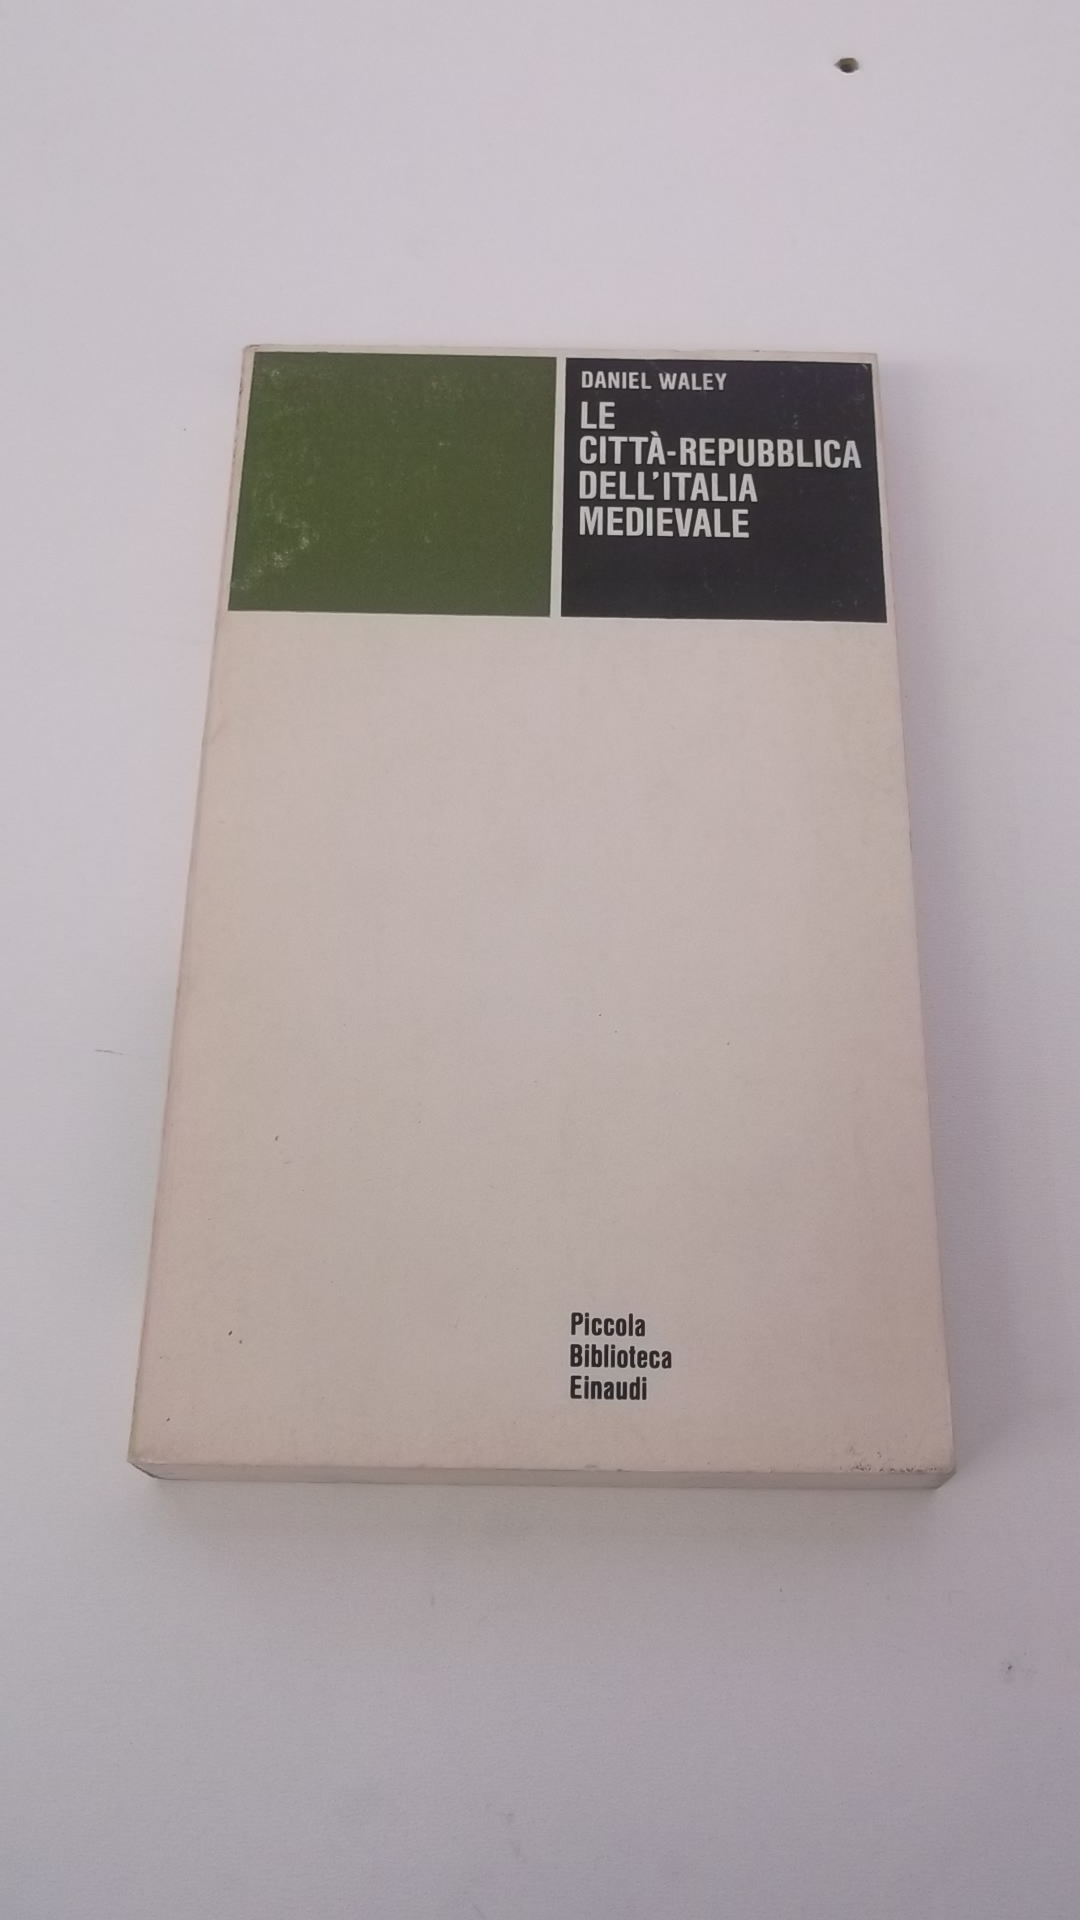 DANIEL WALEY
LE
CITTÀ-REPUBBLICA
DELL'ITALIA
MEDIEVALE
Piccola
Biblioteca
Einaudi